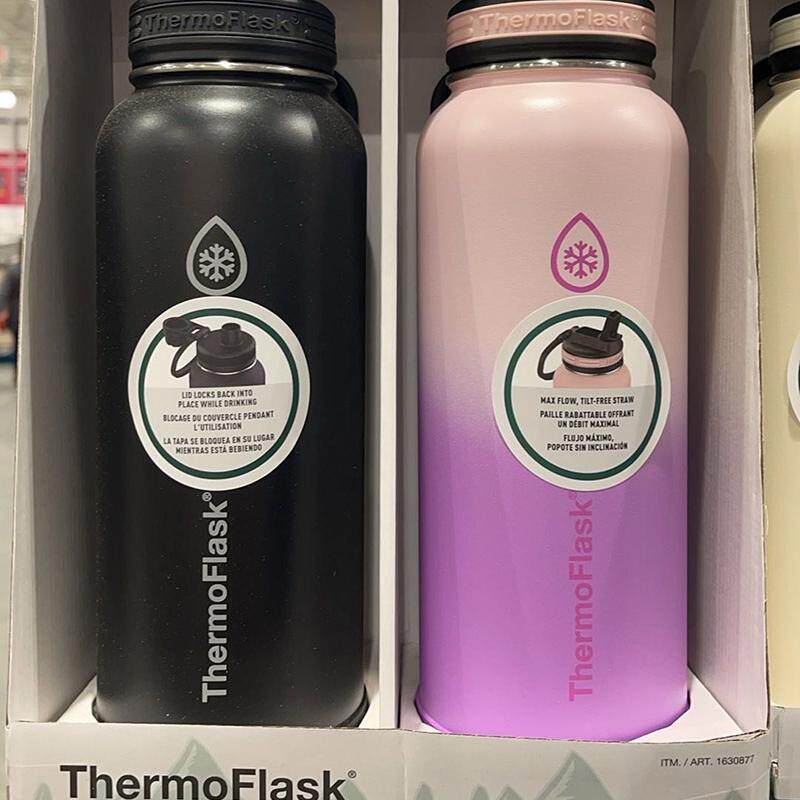 ThermoFlask®
LID LOCKS BACK INTO
PLACE WHILE DRINKING
BLOCAGE DU COUVERCLE PENDANT
L'UTILISATION
LA TAPA SE BLOQUEA EN SU LUGAR
MIENTRAS ESTÁ BEBIENDO
ThermoFlask®
ThermoFlask®
MAX FLOW, TILT-FREE STRAW
PAILLE RABATTABLE OFFRANT
UN DÉBIT MAXIMAL
FLUJO MÁXIMO,
POPOTE SIN INCLINACIÓN
ThermoFlask®
ThermoFlask®
ITM. / ART. 1630877